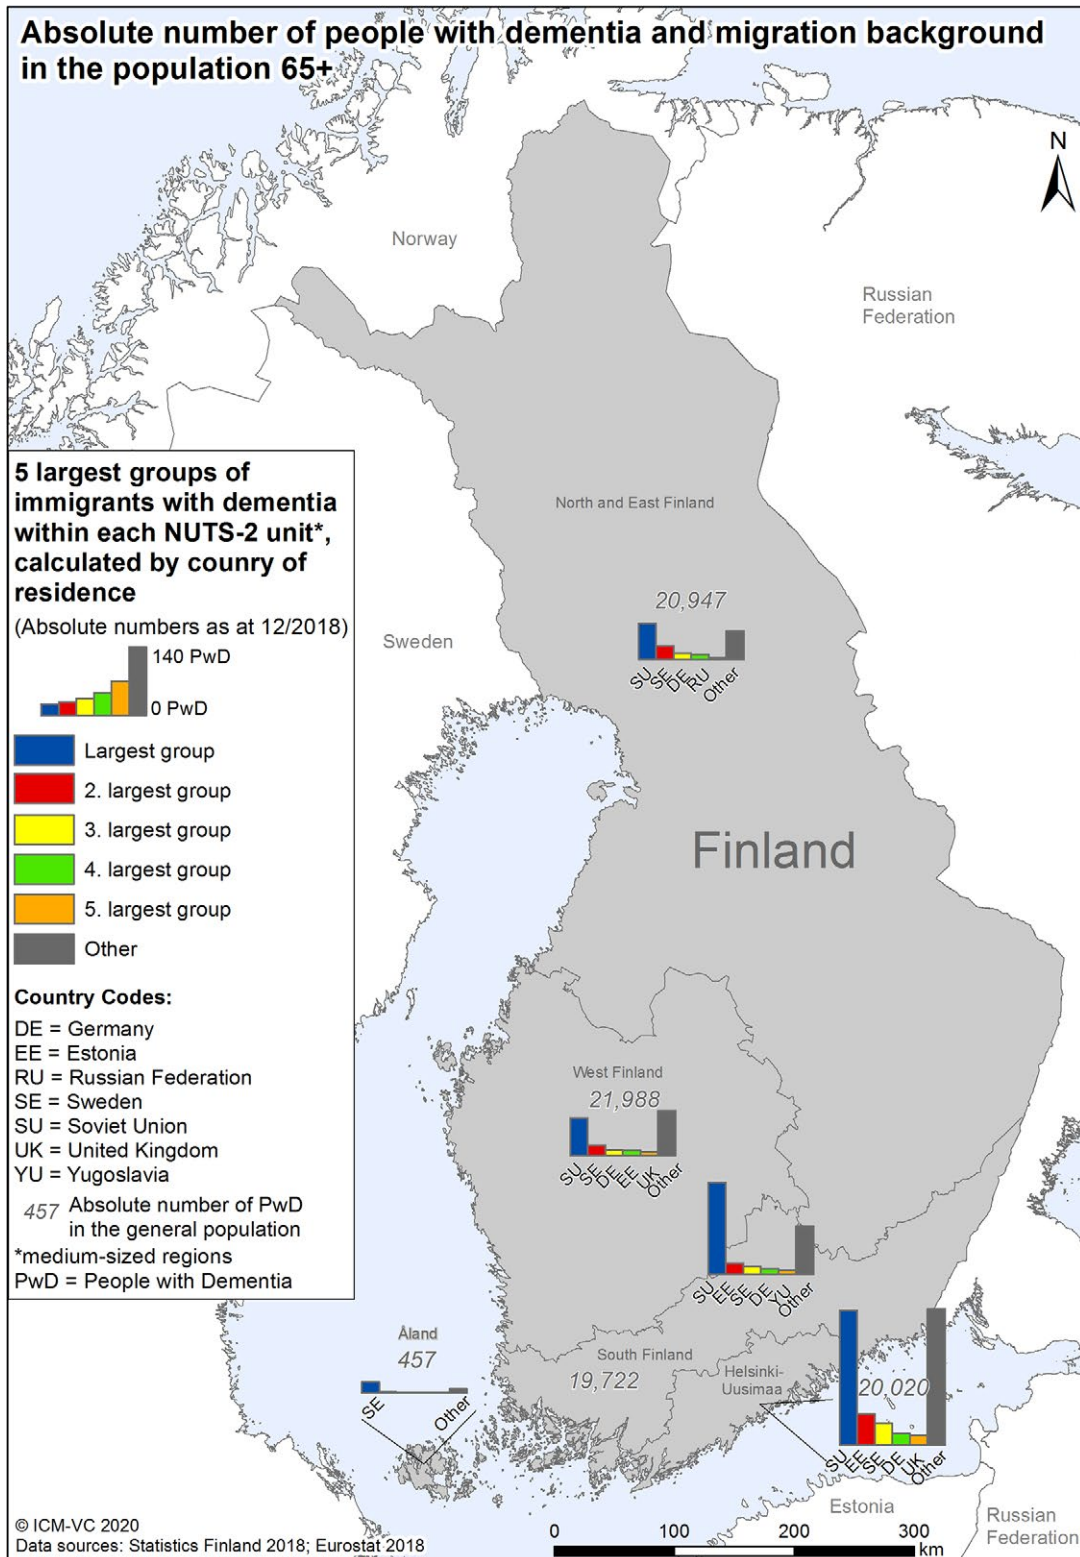 Absolute number of people with dementia and migration background
in the population 65+
N
Norway
Russian
Federation
North and East Finland
20,947
SU
SE
DE
RU
Other
Sweden
5 largest groups of
immigrants with dementia
within each NUTS-2 unit*,
calculated by counry of
residence
(Absolute numbers as at 12/2018)
140 PwD
0 PwD
Largest group
2. largest group
3. largest group
4. largest group
5. largest group
Other
Country Codes:
DE = Germany
EE = Estonia
RU = Russian Federation
SE = Sweden
SU = Soviet Union
UK = United Kingdom
YU = Yugoslavia
457 Absolute number of PwD
in the general population
*medium-sized regions
PwD = People with Dementia
Finland
West Finland
21,988
SU
SE
DE
EE
UK
Other
SU
EE
SE
DE
YU
Other
Åland
457
SE
Other
South Finland
19,722
Helsinki-
Uusimaa
20,020
SU
EE
SE
DE
UK
Other
Estonia
Russian
Federation
© ICM-VC 2020
Data sources: Statistics Finland 2018; Eurostat 2018
0 100 200 300
km